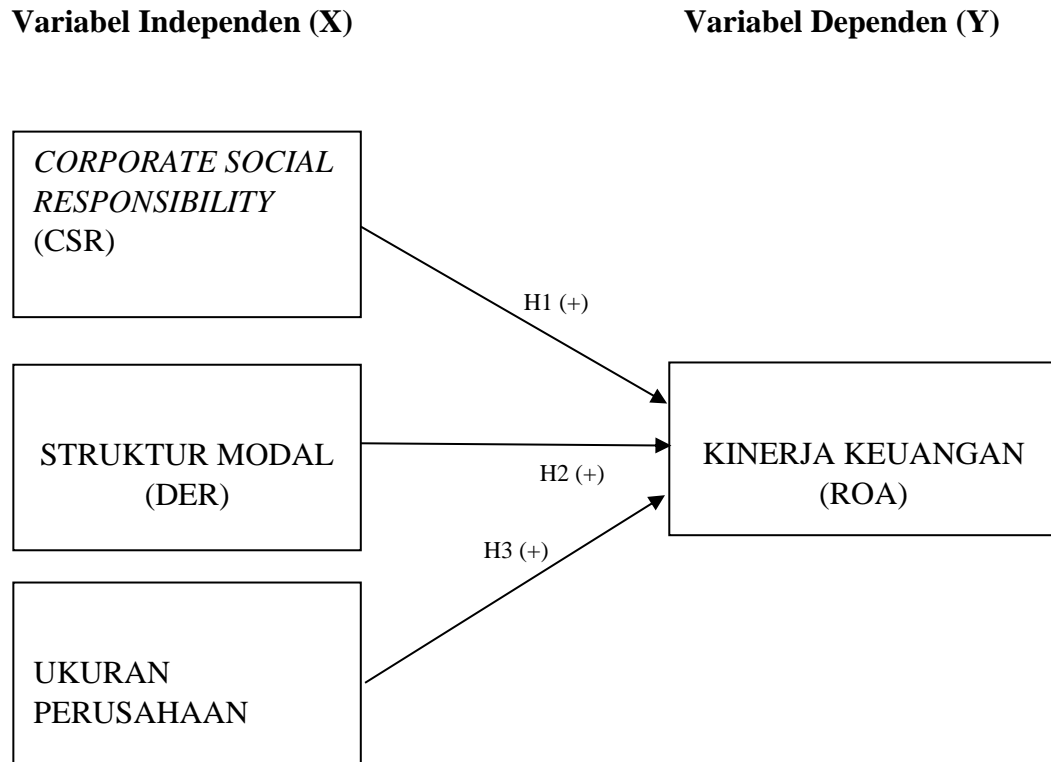 Variabel Independen (X)
Variabel Dependen (Y)
CORPORATE SOCIAL
RESPONSIBILITY
(CSR)
H1 (+)
STRUKTUR MODAL
(DER)
H2 (+)
KINERJA KEUANGAN
(ROA)
H3 (+)
UKURAN
PERUSAHAAN